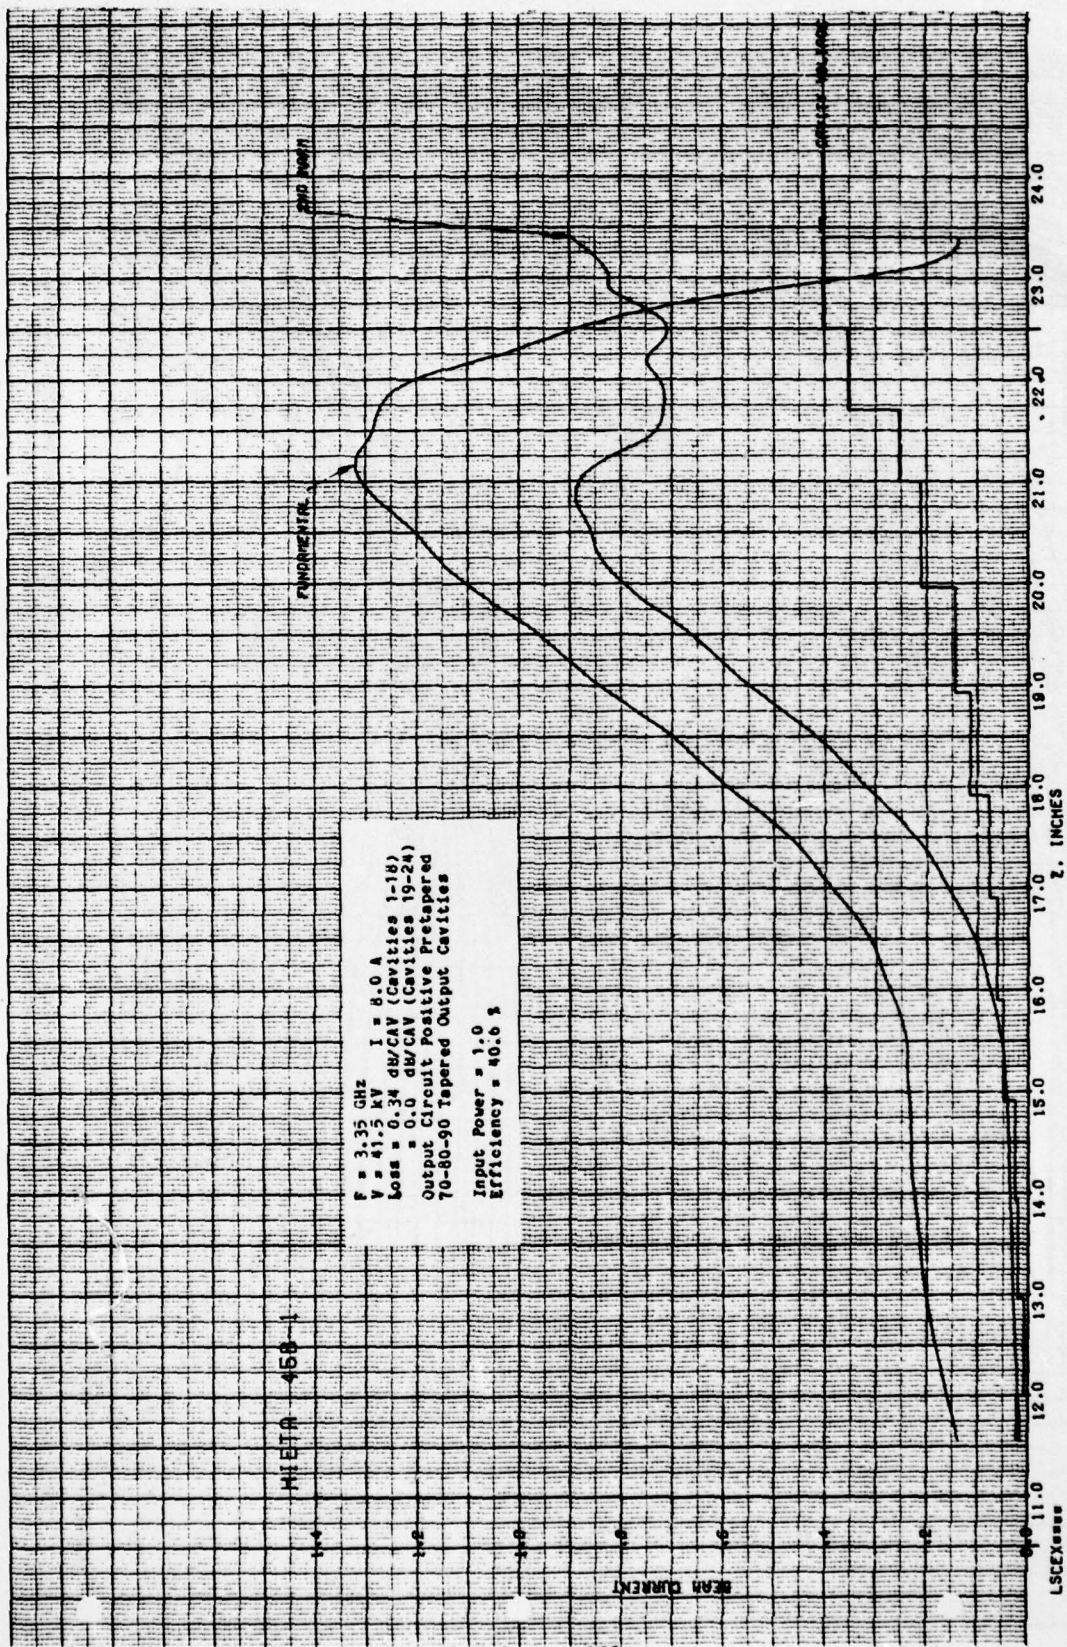 MIETA 458-1
FUNDAMENTAL
2ND HARM
F = 3.35 GHz
V = 41.5 kV I = 8.0 A
Loss = 0.34 dB/CAV (Cavities 1-18)
= 0.0 dB/CAV (Cavities 19-24)
Output Circuit Positive Pretapered
70-80-90 Tapered Output Cavities
Input Power = 1.0
Efficiency = 40.6 %
BEAM CURRENT
1.4
1.2
1.0
.8
.6
.4
.2
0.0
11.0 12.0 13.0 14.0 15.0 16.0 17.0 18.0 19.0 20.0 21.0 22.0 23.0 24.0
Z. INCHES